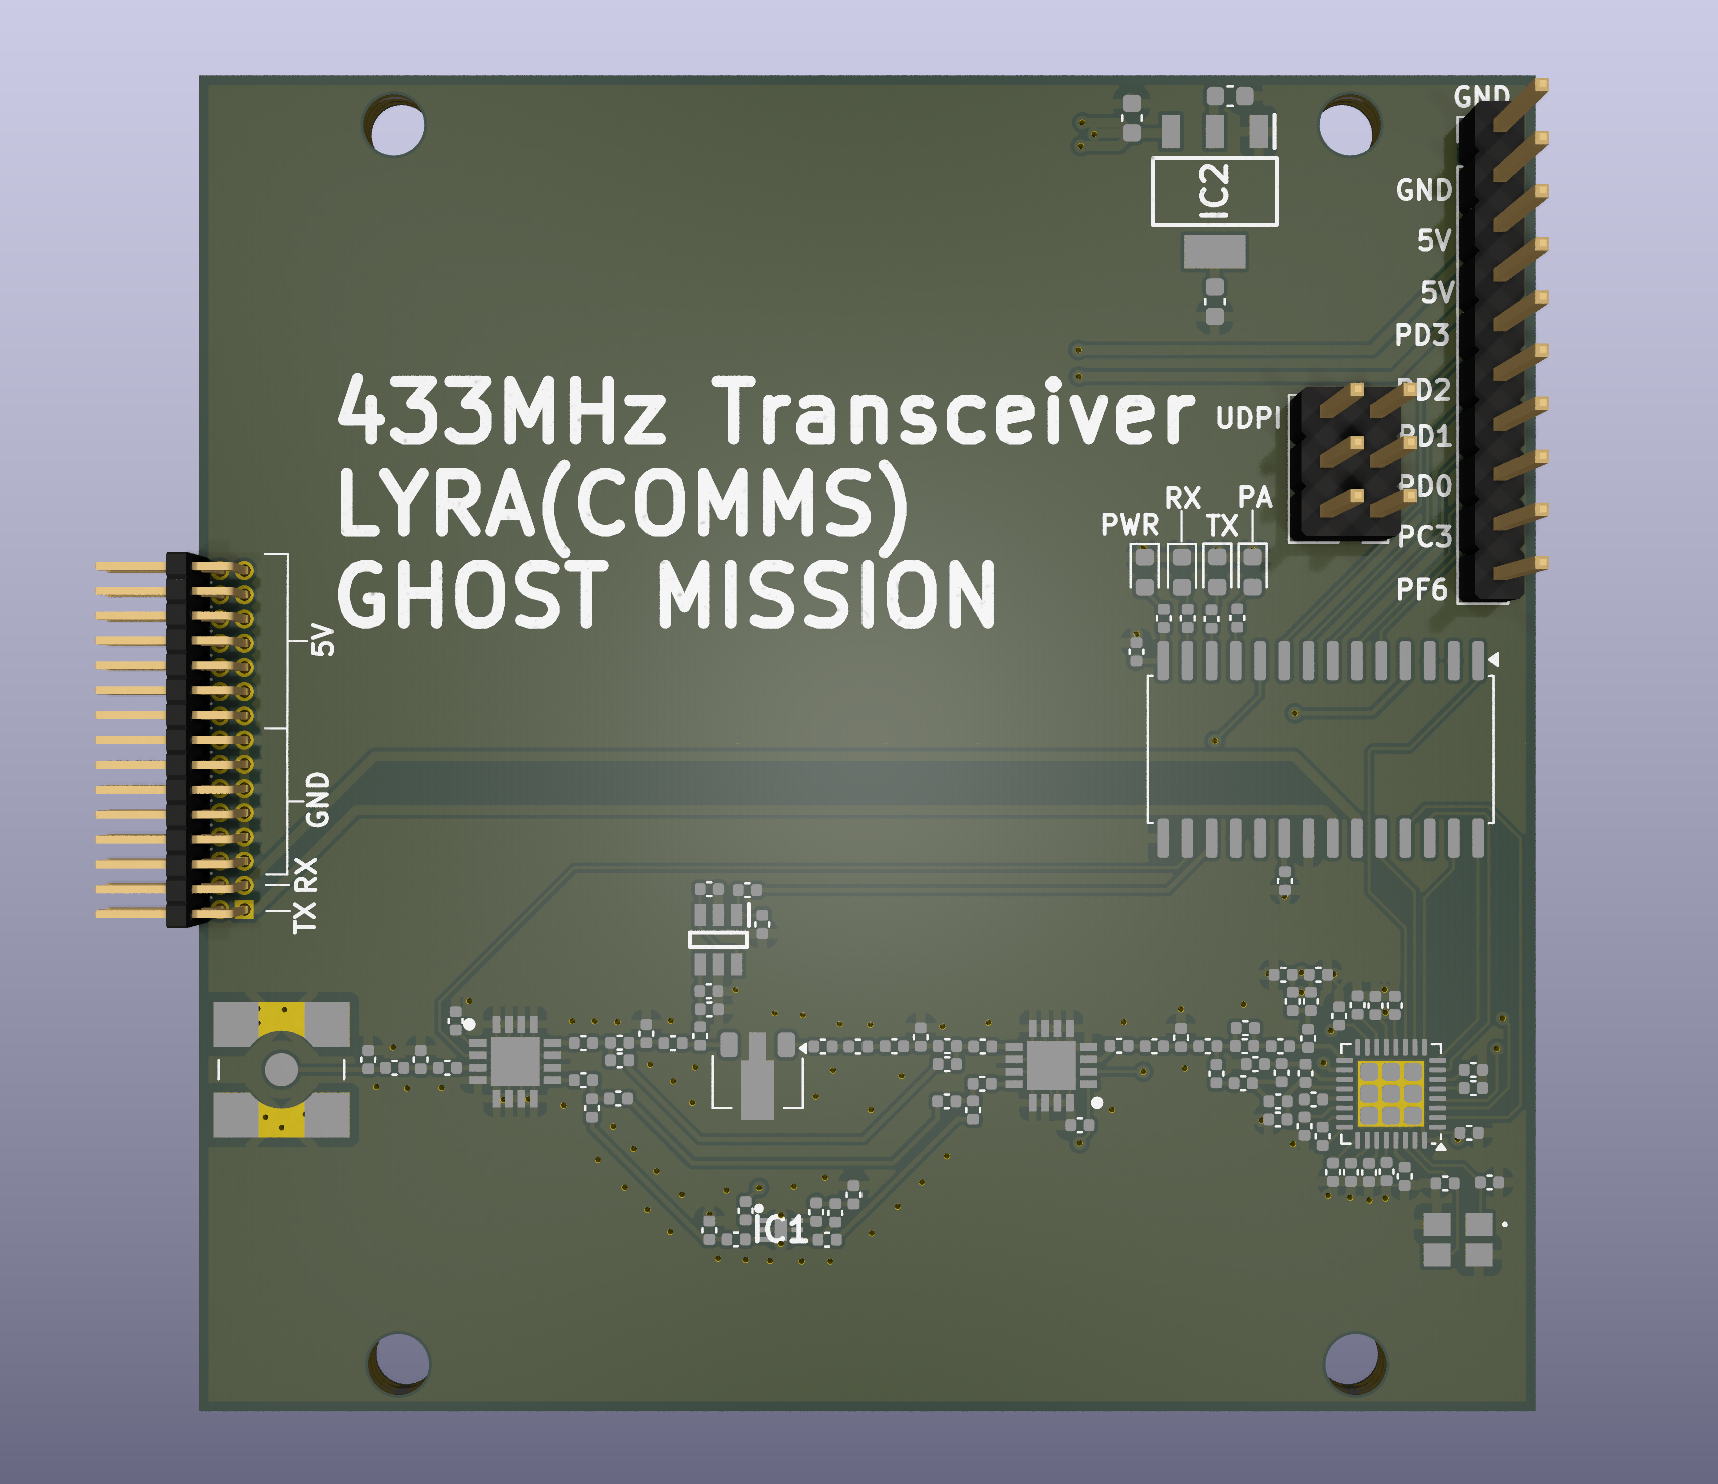 GND
IC2
GND
5V
5V
PD3
433MHz Transceiver
LYRA(COMMS)
GHOST MISSION
UDPI
PD2
PD1
PD0
PC3
PF6
RX
PA
PWR
TX
5V
GND
RX
TX
IC1